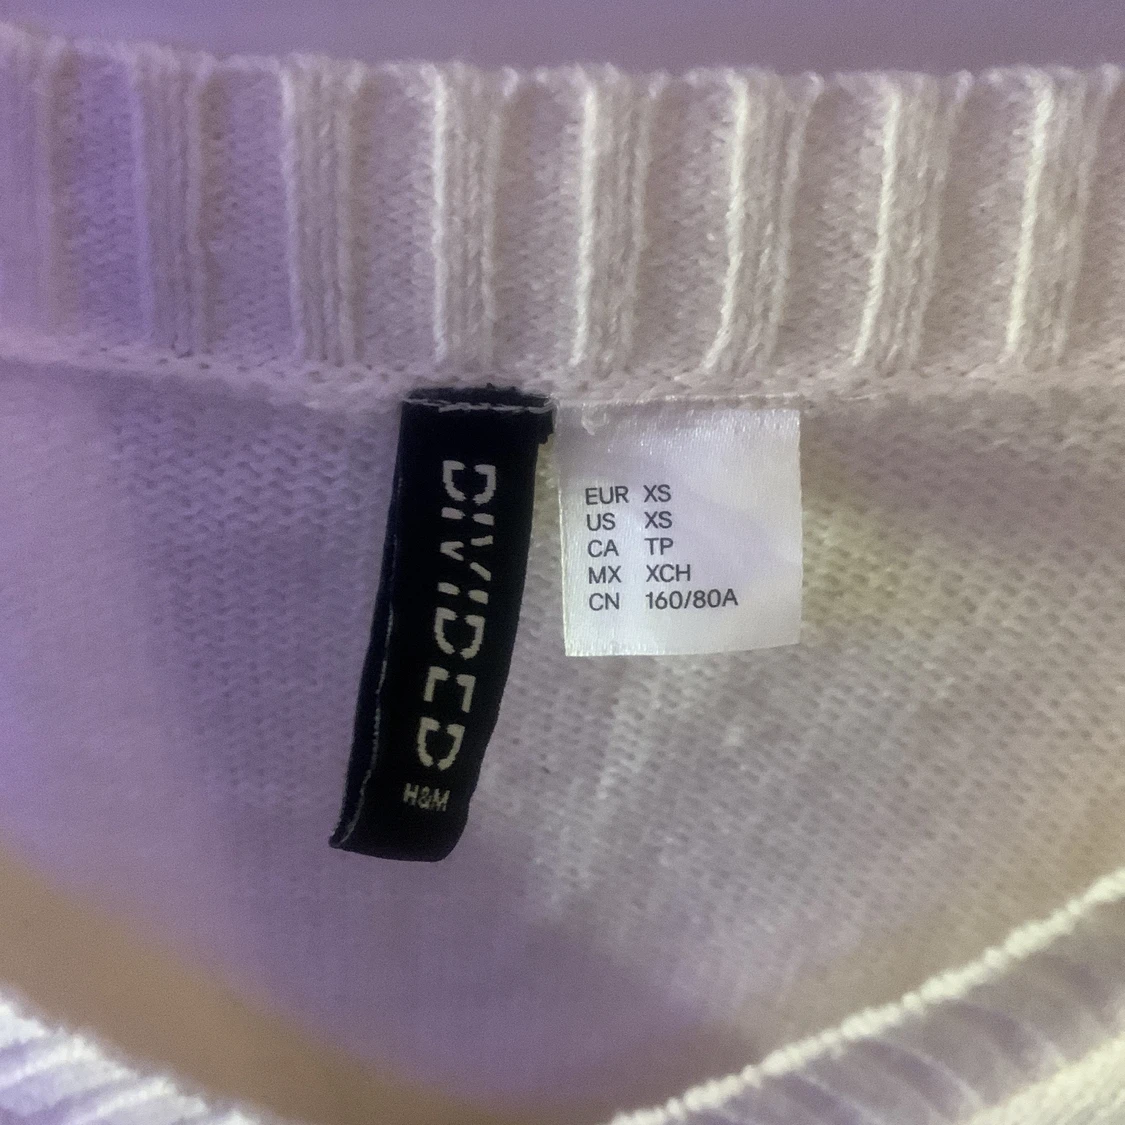 DIVIDED
H&M
EUR XS
US XS
CA TP
MX XCH
CN 160/80A